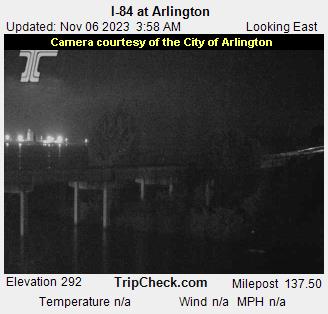 I-84 at Arlington
Updated: Nov 06 2023 3:58 AM Looking East
Camera courtesy of the City of Arlington
Elevation 292 TripCheck.com Milepost 137.50
Temperature n/a Wind n/a MPH n/a